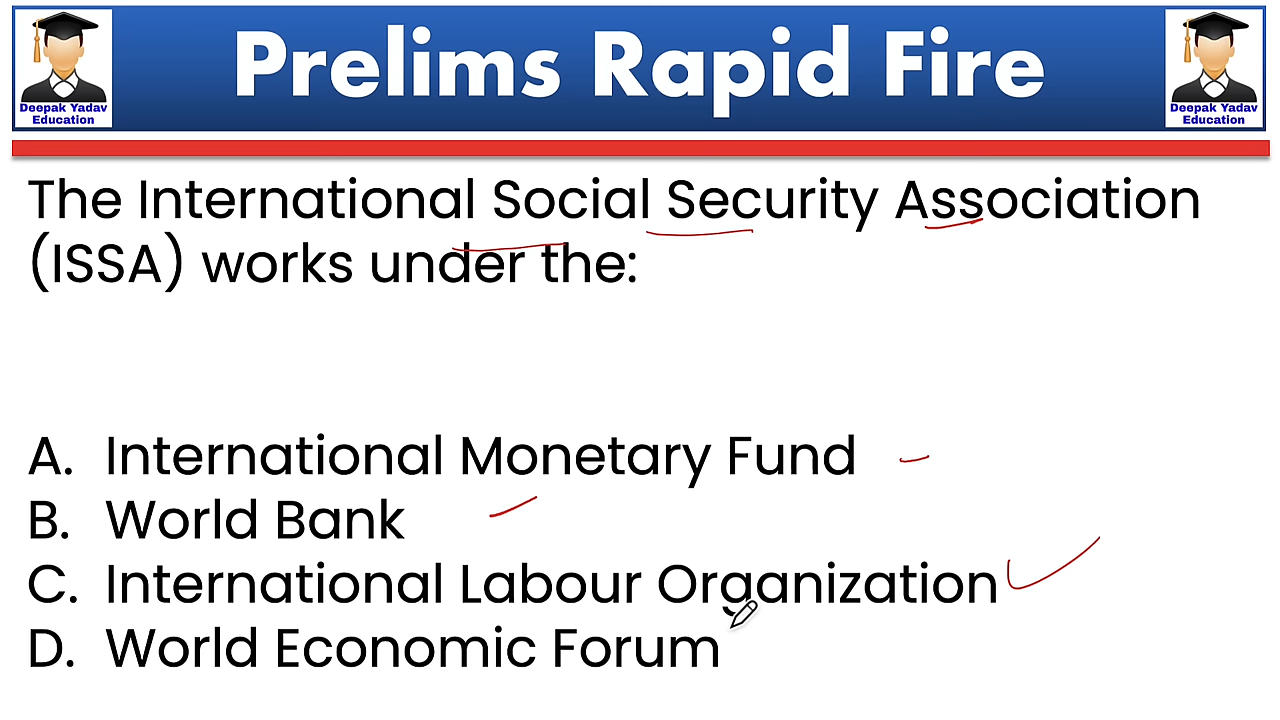 Prelims Rapid Fire
Deepak Yadav
Education
Deepak Yadav
Education
The International Social Security Association
(ISSA) works under the:
A. International Monetary Fund
B. World Bank
C. International Labour Organization
D. World Economic Forum